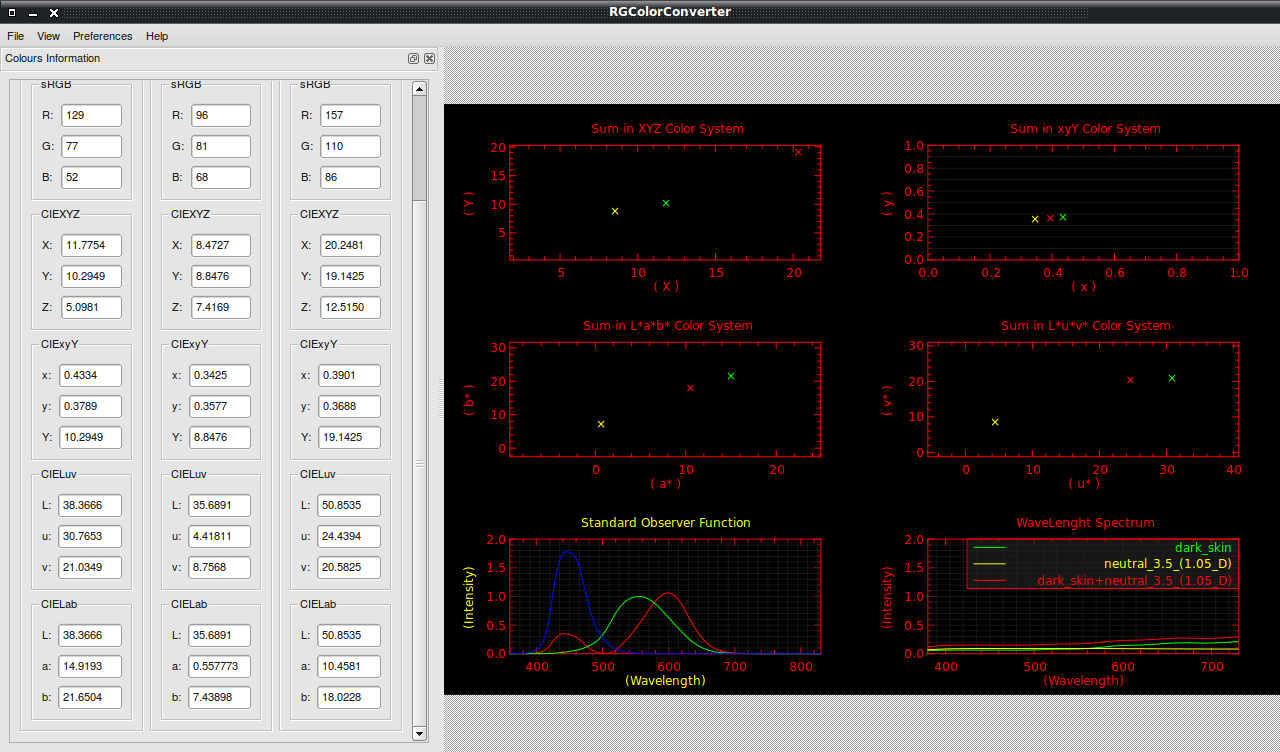 RGColorConverter
File View Preferences Help
Colours Information
sRGB sRGB sRGB
R: 129 R: 96 R: 157
G: 77 G: 81 G: 110
B: 52 B: 68 B: 86
CIEXYZ CIEXYZ CIEXYZ
X: 11.7754 X: 8.4727 X: 20.2481
Y: 10.2949 Y: 8.8476 Y: 19.1425
Z: 5.0981 Z: 7.4169 Z: 12.5150
CIExyY CIExyY CIExyY
x: 0.4334 x: 0.3425 x: 0.3901
y: 0.3789 y: 0.3577 y: 0.3688
Y: 10.2949 Y: 8.8476 Y: 19.1425
CIELuv CIELuv CIELuv
L: 38.3666 L: 35.6891 L: 50.8535
u: 30.7653 u: 4.41811 u: 24.4394
v: 21.0349 v: 8.7568 v: 20.5825
CIELab CIELab CIELab
L: 38.3666 L: 35.6891 L: 50.8535
a: 14.9193 a: 0.557773 a: 10.4581
b: 21.6504 b: 7.43898 b: 18.0228
Sum in XYZ Color System
20
15
10
5
( Y )
5 10 15 20
( X )
Sum in xyY Color System
1.0
0.8
0.6
0.4
0.2
0.0
( y )
0.0 0.2 0.4 0.6 0.8 1.0
( x )
Sum in L*a*b* Color System
30
20
10
0
( b* )
0 10 20
( a* )
Sum in L*u*v* Color System
30
20
10
0
( v* )
0 10 20 30 40
( u* )
Standard Observer Function
2.0
1.5
1.0
0.5
0.0
(Intensity)
400 500 600 700 800
(Wavelength)
WaveLenght Spectrum
2.0
1.5
1.0
0.5
0.0
(Intensity)
dark_skin
neutral_3.5_(1.05_D)
dark_skin+neutral_3.5_(1.05_D)
400 500 600 700
(Wavelength)